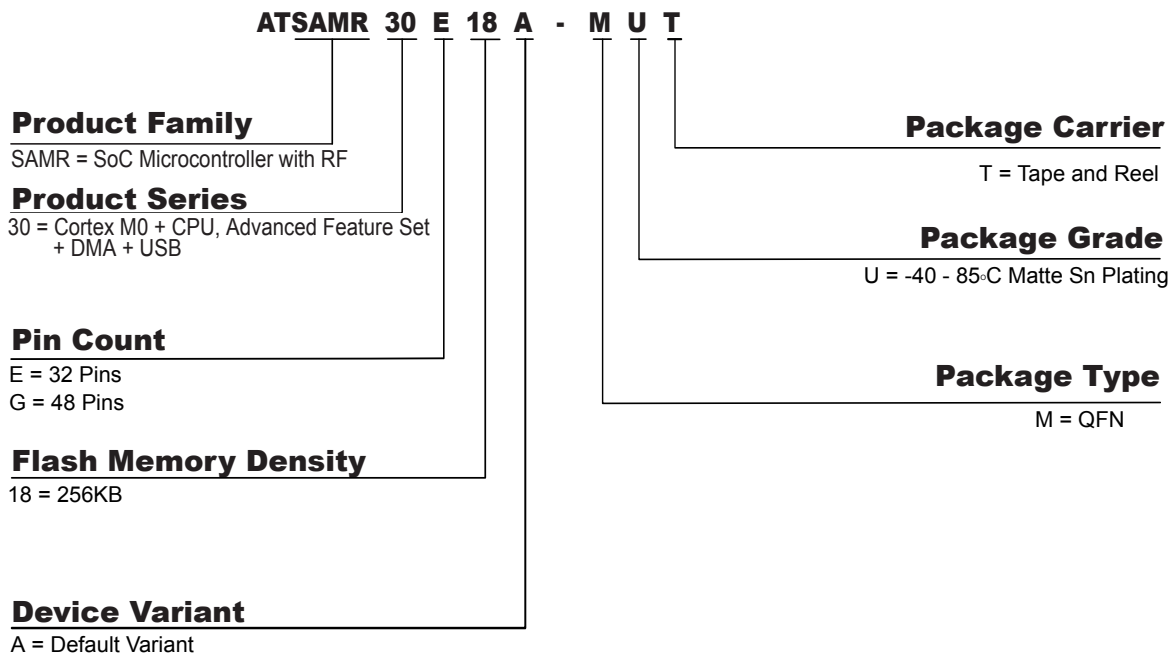 ATSAMR 30 E 18 A - M U T
Product Family
SAMR = SoC Microcontroller with RF
Product Series
30 = Cortex M0 + CPU, Advanced Feature Set
+ DMA + USB
Pin Count
E = 32 Pins
G = 48 Pins
Flash Memory Density
18 = 256KB
Device Variant
A = Default Variant
Package Carrier
T = Tape and Reel
Package Grade
U = -40 - 85◦C Matte Sn Plating
Package Type
M = QFN